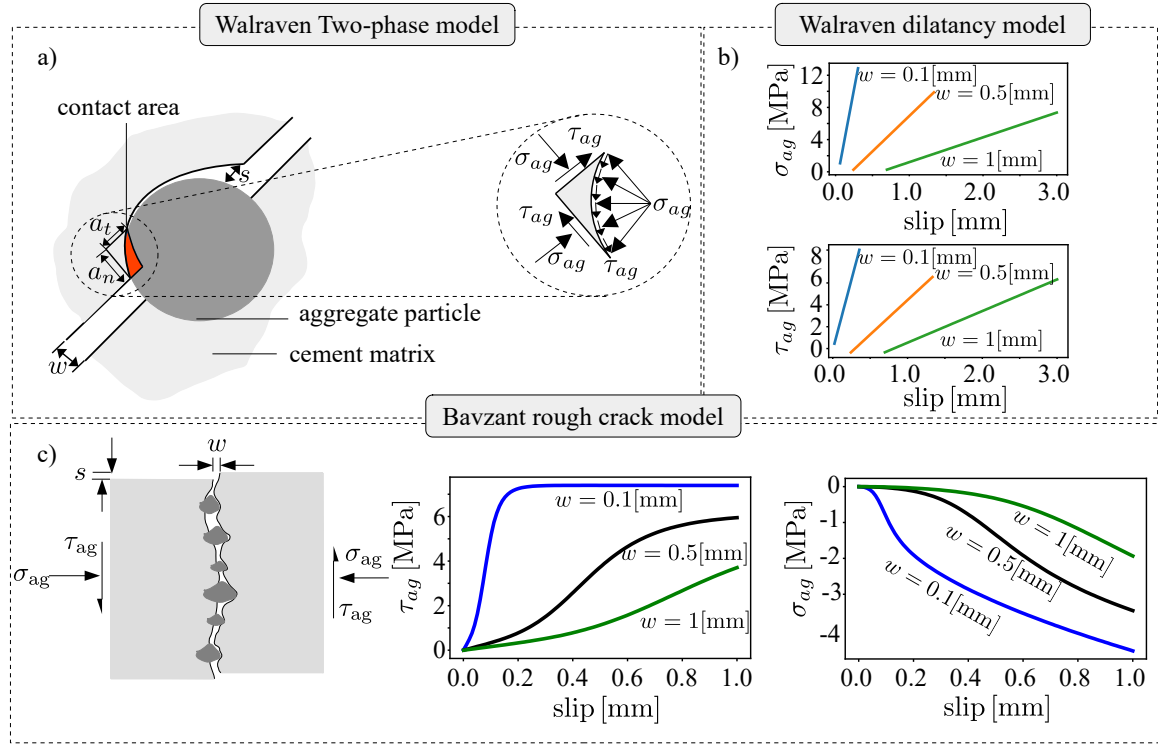 Walraven Two-phase model
a)
contact area
s
a_t
a_n
w
aggregate particle
cement matrix
τ_ag
σ_ag
τ_ag
σ_ag
σ_ag
τ_ag
Walraven dilatancy model
b)
σ_ag [MPa]
12
8
4
0
w = 0.1[mm]
w = 0.5[mm]
w = 1[mm]
0.0 1.0 2.0 3.0
slip [mm]
τ_ag [MPa]
8
6
4
2
0
w = 0.1[mm]
w = 0.5[mm]
w = 1[mm]
0.0 1.0 2.0 3.0
slip [mm]
Bavzant rough crack model
c)
s
w
τ_ag
σ_ag
σ_ag
τ_ag
τ_ag [MPa]
6
4
2
0
w = 0.1[mm]
w = 0.5[mm]
w = 1[mm]
0.0 0.2 0.4 0.6 0.8 1.0
slip [mm]
σ_ag [MPa]
0
-1
-2
-3
-4
w = 1[mm]
w = 0.5[mm]
w = 0.1[mm]
0.0 0.2 0.4 0.6 0.8 1.0
slip [mm]